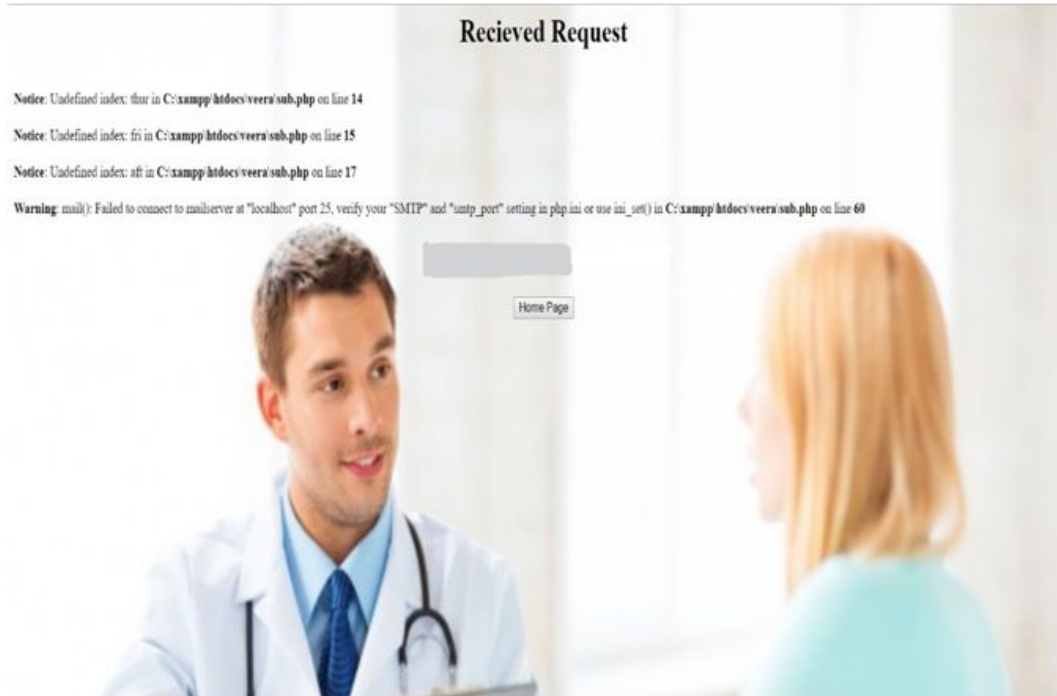 Recieved Request
Notice: Undefined index: thur in C:\xampp\htdocs\veera\sub.php on line 14
Notice: Undefined index: fri in C:\xampp\htdocs\veera\sub.php on line 15
Notice: Undefined index: aft in C:\xampp\htdocs\veera\sub.php on line 17
Warning: mail(): Failed to connect to mailserver at "localhost" port 25, verify your "SMTP" and "smtp_port" setting in php.ini or use ini_set() in C:\xampp\htdocs\veera\sub.php on line 60
Home Page